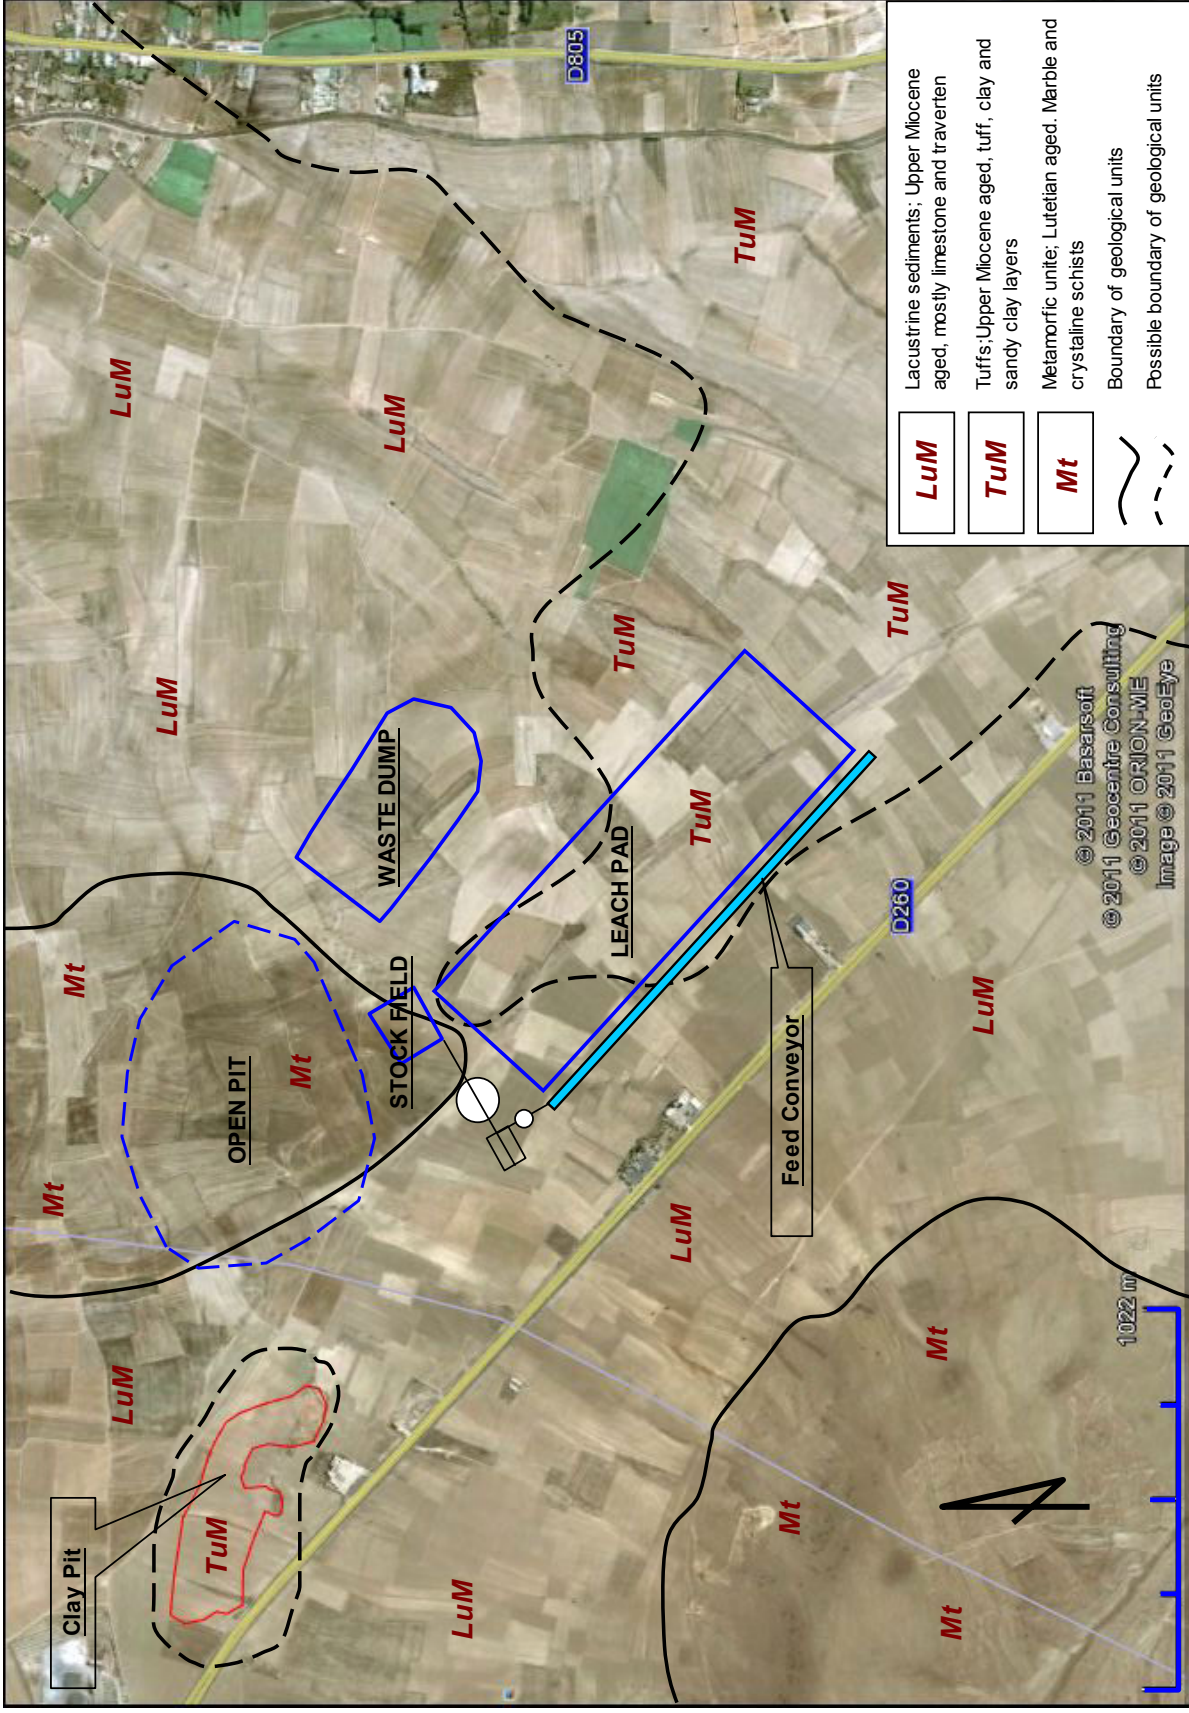 Clay Pit
TuM
LuM
LuM
Mt
Mt
Mt
OPEN PIT
STOCK FIELD
WASTE DUMP
LuM
LuM
LuM
LEACH PAD
TuM
TuM
TuM
TuM
Feed Conveyor
LuM
LuM
Mt
Mt
Mt
D805
D260
1022 m
© 2011 Basarsoft
© 2011 Geocentre Consulting
© 2011 ORION-ME
Image © 2011 GeoEye
LuM
Lacustrine sediments; Upper Miocene
aged, mostly limestone and traverten
TuM
Tuffs;Upper Miocene aged, tuff, clay and
sandy clay layers
Mt
Metamorfic unite; Lutetian aged. Marble and
crystaline schists
Boundary of geological units
Possible boundary of geological units